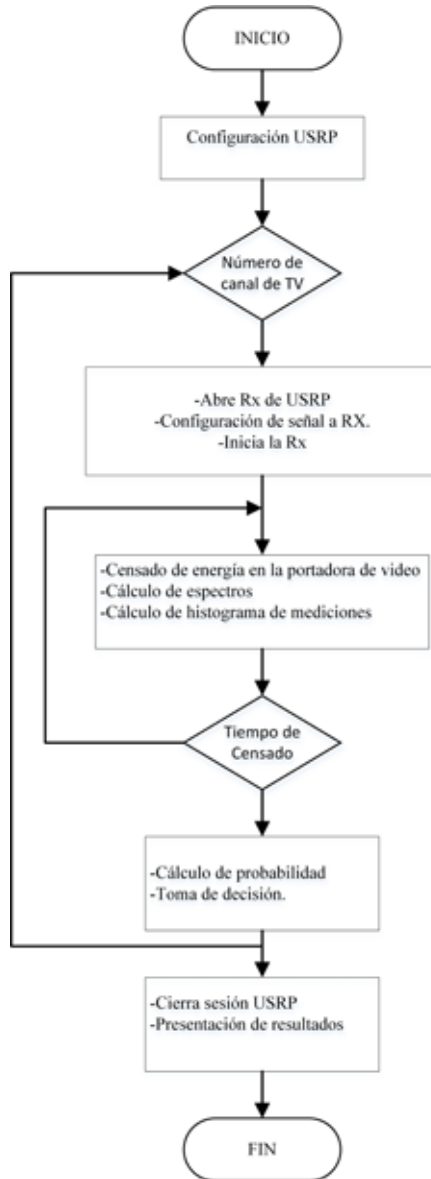 INICIO
Configuración USRP
Número de
canal de TV
-Abre Rx de USRP
-Configuración de señal a RX.
-Inicia la Rx
-Censado de energía en la portadora de video
-Cálculo de espectros
-Cálculo de histograma de mediciones
Tiempo de
Censado
-Cálculo de probabilidad
-Toma de decisión.
-Cierra sesión USRP
-Presentación de resultados
FIN